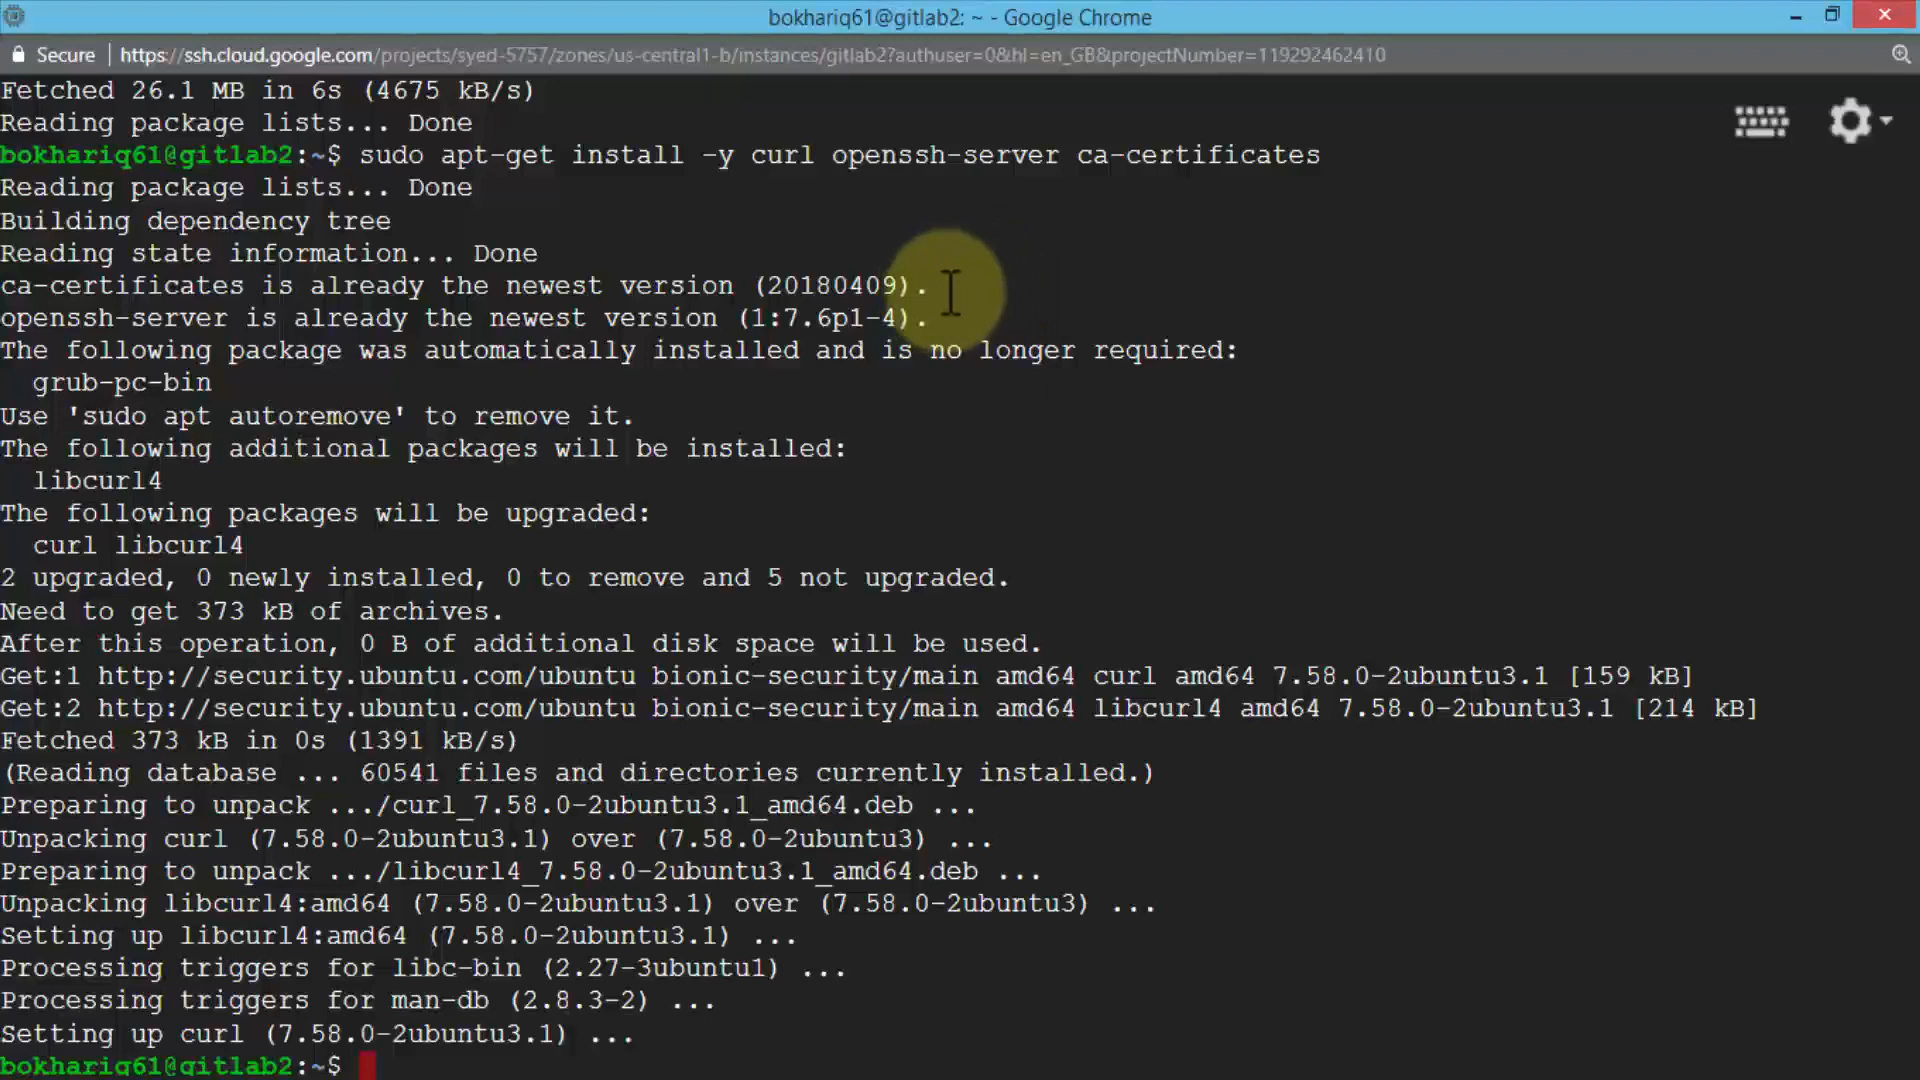 bokhariq61@gitlab2: ~ - Google Chrome
Secure https://ssh.cloud.google.com/projects/syed-5757/zones/us-central1-b/instances/gitlab2?authuser=0&hl=en_GB&projectNumber=119292462410
Fetched 26.1 MB in 6s (4675 kB/s)
Reading package lists... Done
bokhariq61@gitlab2:~$ sudo apt-get install -y curl openssh-server ca-certificates
Reading package lists... Done
Building dependency tree
Reading state information... Done
ca-certificates is already the newest version (20180409).
openssh-server is already the newest version (1:7.6p1-4).
The following package was automatically installed and is no longer required:
  grub-pc-bin
Use 'sudo apt autoremove' to remove it.
The following additional packages will be installed:
  libcurl4
The following packages will be upgraded:
  curl libcurl4
2 upgraded, 0 newly installed, 0 to remove and 5 not upgraded.
Need to get 373 kB of archives.
After this operation, 0 B of additional disk space will be used.
Get:1 http://security.ubuntu.com/ubuntu bionic-security/main amd64 curl amd64 7.58.0-2ubuntu3.1 [159 kB]
Get:2 http://security.ubuntu.com/ubuntu bionic-security/main amd64 libcurl4 amd64 7.58.0-2ubuntu3.1 [214 kB]
Fetched 373 kB in 0s (1391 kB/s)
(Reading database ... 60541 files and directories currently installed.)
Preparing to unpack .../curl_7.58.0-2ubuntu3.1_amd64.deb ...
Unpacking curl (7.58.0-2ubuntu3.1) over (7.58.0-2ubuntu3) ...
Preparing to unpack .../libcurl4_7.58.0-2ubuntu3.1_amd64.deb ...
Unpacking libcurl4:amd64 (7.58.0-2ubuntu3.1) over (7.58.0-2ubuntu3) ...
Setting up libcurl4:amd64 (7.58.0-2ubuntu3.1) ...
Processing triggers for libc-bin (2.27-3ubuntu1) ...
Processing triggers for man-db (2.8.3-2) ...
Setting up curl (7.58.0-2ubuntu3.1) ...
bokhariq61@gitlab2:~$